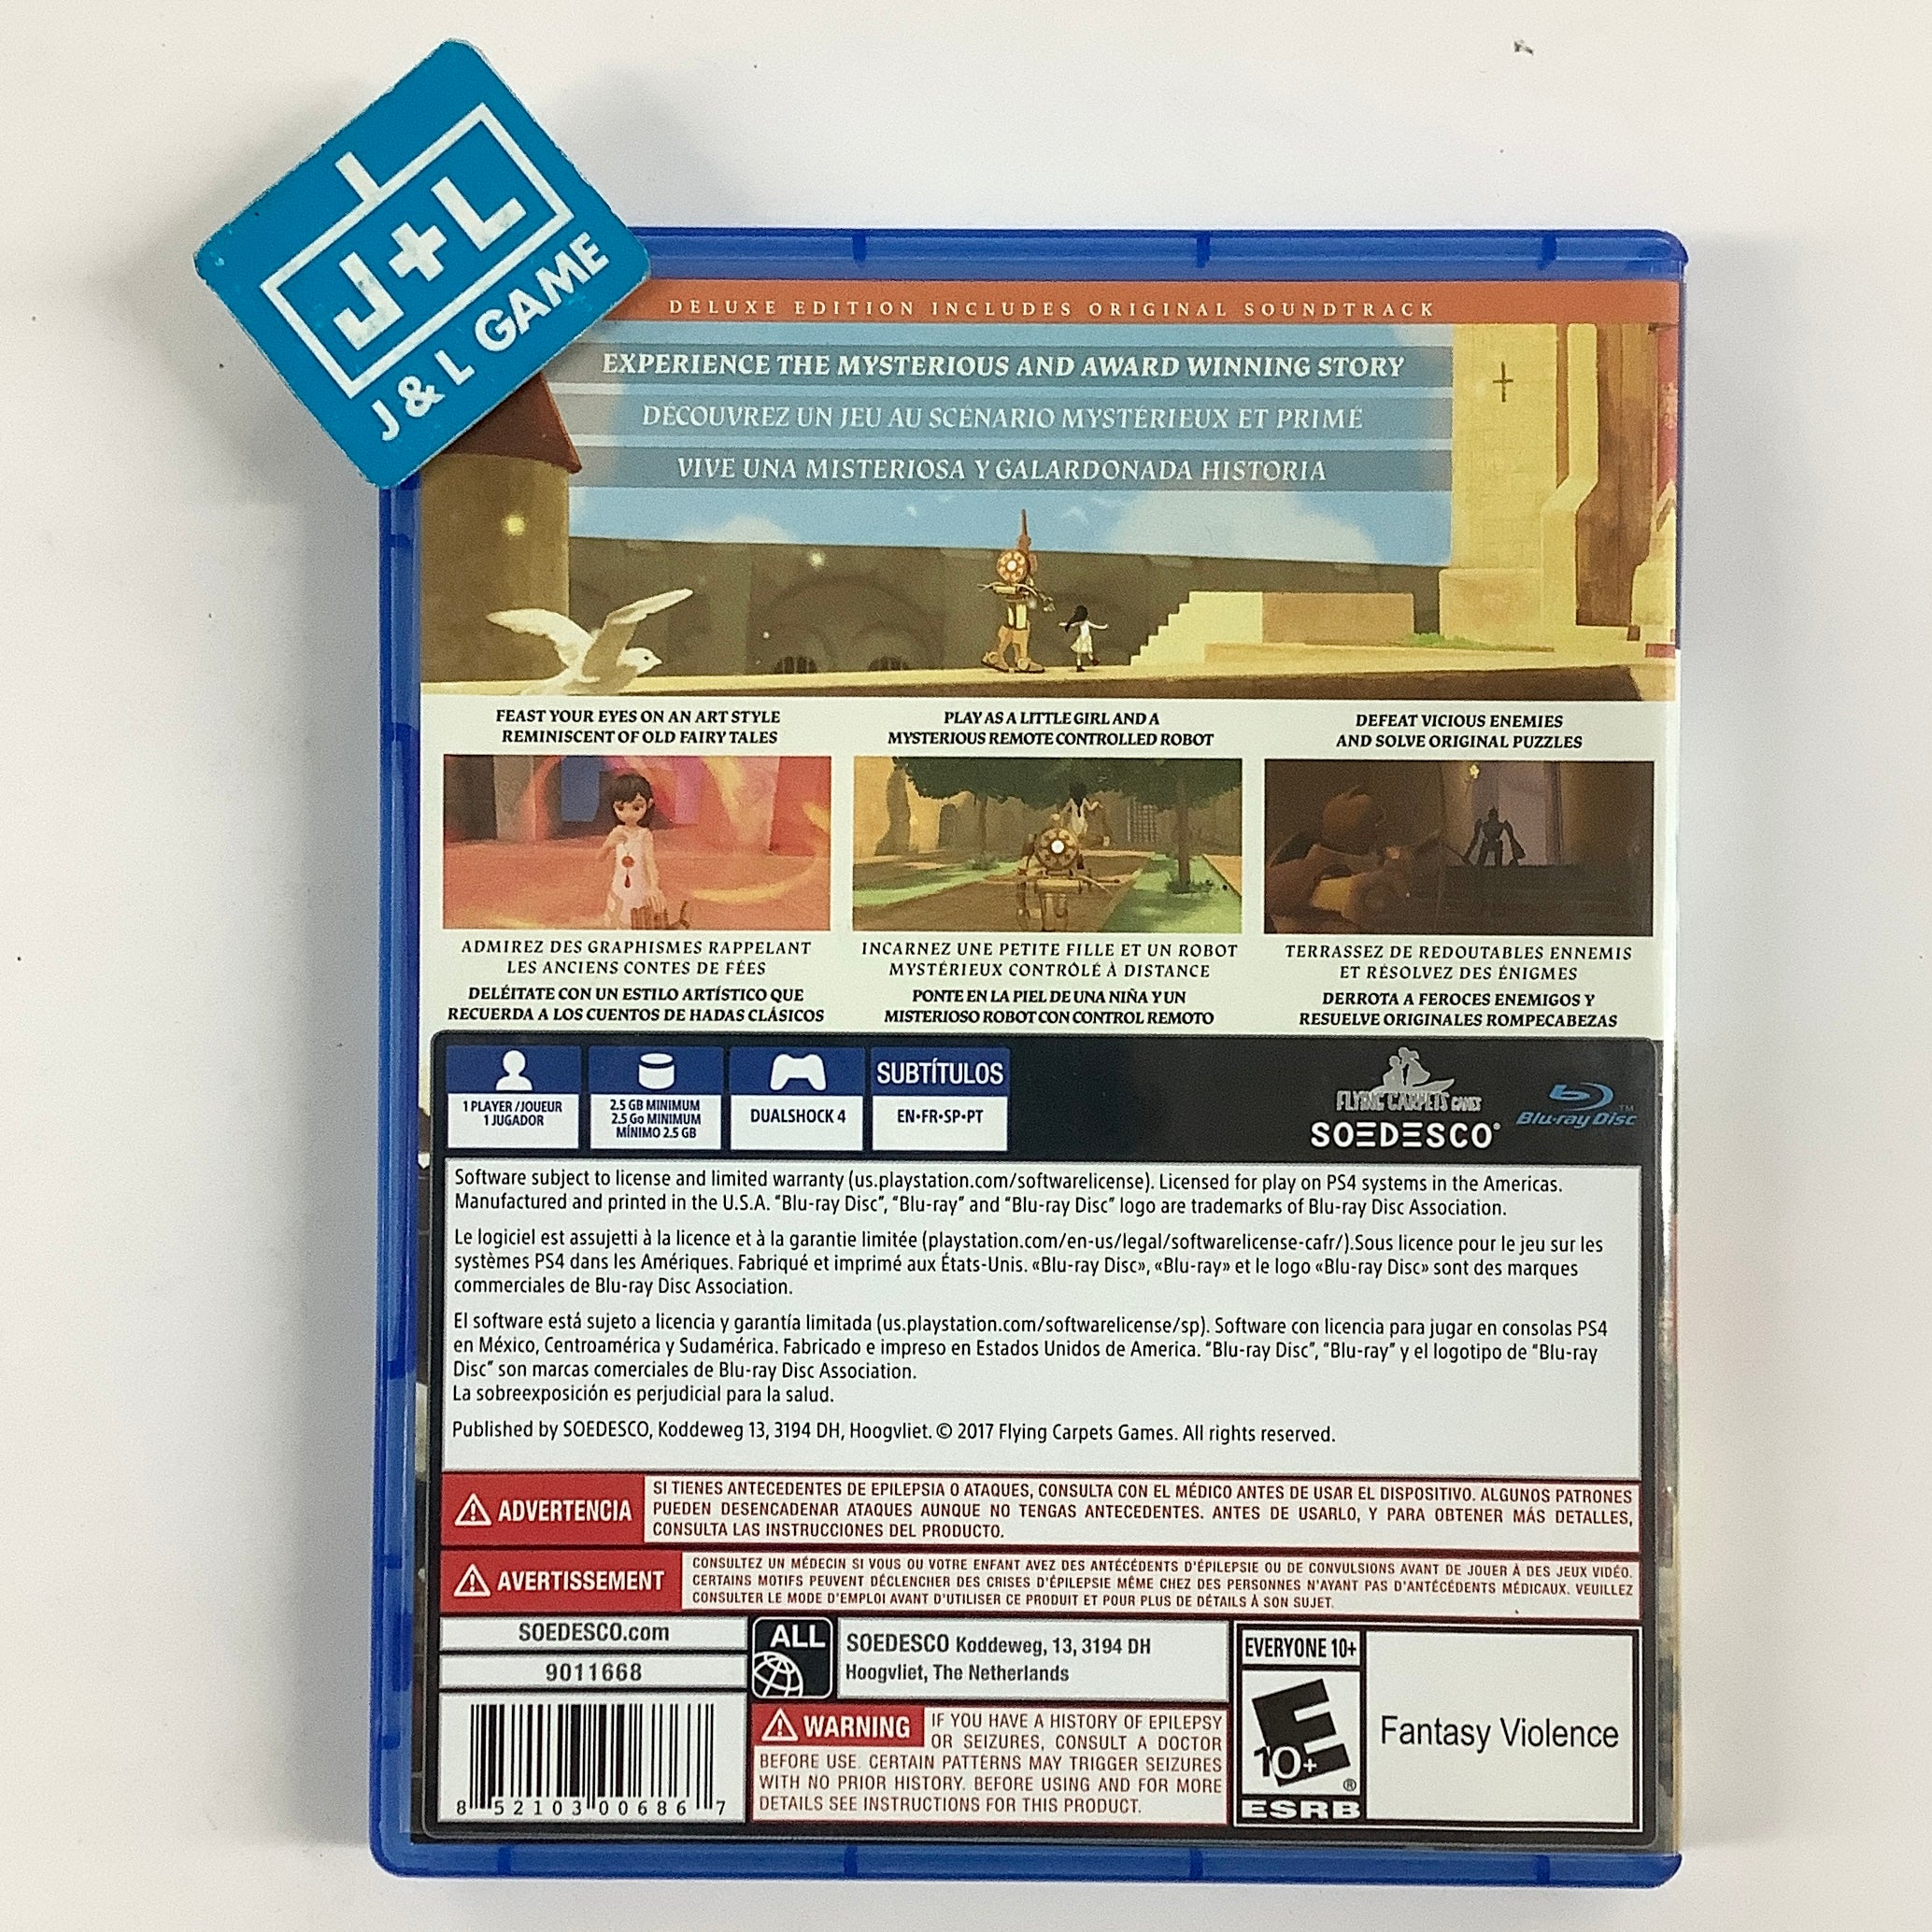 J+L
J & L GAME
DELUXE EDITION INCLUDES ORIGINAL SOUNDTRACK
EXPERIENCE THE MYSTERIOUS AND AWARD WINNING STORY
DÉCOUVREZ UN JEU AU SCÉNARIO MYSTÉRIEUX ET PRIMÉ
VIVE UNA MISTERIOSA Y GALARDONADA HISTORIA
FEAST YOUR EYES ON AN ART STYLE
REMINISCENT OF OLD FAIRY TALES
PLAY AS A LITTLE GIRL AND A
MYSTERIOUS REMOTE CONTROLLED ROBOT
DEFEAT VICIOUS ENEMIES
AND SOLVE ORIGINAL PUZZLES
ADMIREZ DES GRAPHISMES RAPPELANT
LES ANCIENS CONTES DE FÉES
DELÉITATE CON UN ESTILO ARTÍSTICO QUE
RECUERDA A LOS CUENTOS DE HADAS CLÁSICOS
INCARNEZ UNE PETITE FILLE ET UN ROBOT
MYSTÉRIEUX CONTRÔLÉ À DISTANCE
PONTE EN LA PIEL DE UNA NIÑA Y UN
MISTERIOSO ROBOT CON CONTROL REMOTO
TERRASSEZ DE REDOUTABLES ENNEMIS
ET RÉSOLVEZ DES ÉNIGMES
DERROTA A FEROCES ENEMIGOS Y
RESUELVE ORIGINALES ROMPECABEZAS
1 PLAYER/JOUEUR
1 JUGADOR
2.5 GB MINIMUM
2.5 Go MINIMUM
MÍNIMO 2.5 GB
DUALSHOCK 4
SUBTÍTULOS
EN•FR•SP•PT
FLYING CARPETS GAMES
SOEDESCO®
Blu-ray Disc™
Software subject to license and limited warranty (us.playstation.com/softwarelicense). Licensed for play on PS4 systems in the Americas.
Manufactured and printed in the U.S.A. "Blu-ray Disc", "Blu-ray" and "Blu-ray Disc" logo are trademarks of Blu-ray Disc Association.
Le logiciel est assujetti à la licence et à la garantie limitée (playstation.com/en-us/legal/softwarelicense-cafr/).Sous licence pour le jeu sur les
systèmes PS4 dans les Amériques. Fabriqué et imprimé aux États-Unis. «Blu-ray Disc», «Blu-ray» et le logo «Blu-ray Disc» sont des marques
commerciales de Blu-ray Disc Association.
El software está sujeto a licencia y garantía limitada (us.playstation.com/softwarelicense/sp). Software con licencia para jugar en consolas PS4
en México, Centroamérica y Sudamérica. Fabricado e impreso en Estados Unidos de America. "Blu-ray Disc", "Blu-ray" y el logotipo de "Blu-ray
Disc" son marcas comerciales de Blu-ray Disc Association.
La sobreexposición es perjudicial para la salud.
Published by SOEDESCO, Koddeweg 13, 3194 DH, Hoogvliet. © 2017 Flying Carpets Games. All rights reserved.
ADVERTENCIA
SI TIENES ANTECEDENTES DE EPILEPSIA O ATAQUES, CONSULTA CON EL MÉDICO ANTES DE USAR EL DISPOSITIVO. ALGUNOS PATRONES
PUEDEN DESENCADENAR ATAQUES AUNQUE NO TENGAS ANTECEDENTES. ANTES DE USARLO, Y PARA OBTENER MÁS DETALLES,
CONSULTA LAS INSTRUCCIONES DEL PRODUCTO.
AVERTISSEMENT
CONSULTEZ UN MÉDECIN SI VOUS OU VOTRE ENFANT AVEZ DES ANTÉCÉDENTS D'ÉPILEPSIE OU DE CONVULSIONS AVANT DE JOUER À DES JEUX VIDÉO.
CERTAINS MOTIFS PEUVENT DÉCLENCHER DES CRISES D'ÉPILEPSIE MÊME CHEZ DES PERSONNES N'AYANT PAS D'ANTÉCÉDENTS MÉDICAUX. VEUILLEZ
CONSULTER LE MODE D'EMPLOI AVANT D'UTILISER CE PRODUIT ET POUR PLUS DE DÉTAILS À SON SUJET.
SOEDESCO.com
9011668
8 52103 00686 7
ALL
SOEDESCO Koddeweg, 13, 3194 DH
Hoogvliet, The Netherlands
WARNING
IF YOU HAVE A HISTORY OF EPILEPSY
OR SEIZURES, CONSULT A DOCTOR
BEFORE USE. CERTAIN PATTERNS MAY TRIGGER SEIZURES
WITH NO PRIOR HISTORY. BEFORE USING AND FOR MORE
DETAILS SEE INSTRUCTIONS FOR THIS PRODUCT.
EVERYONE 10+
E
10+
®
ESRB
Fantasy Violence